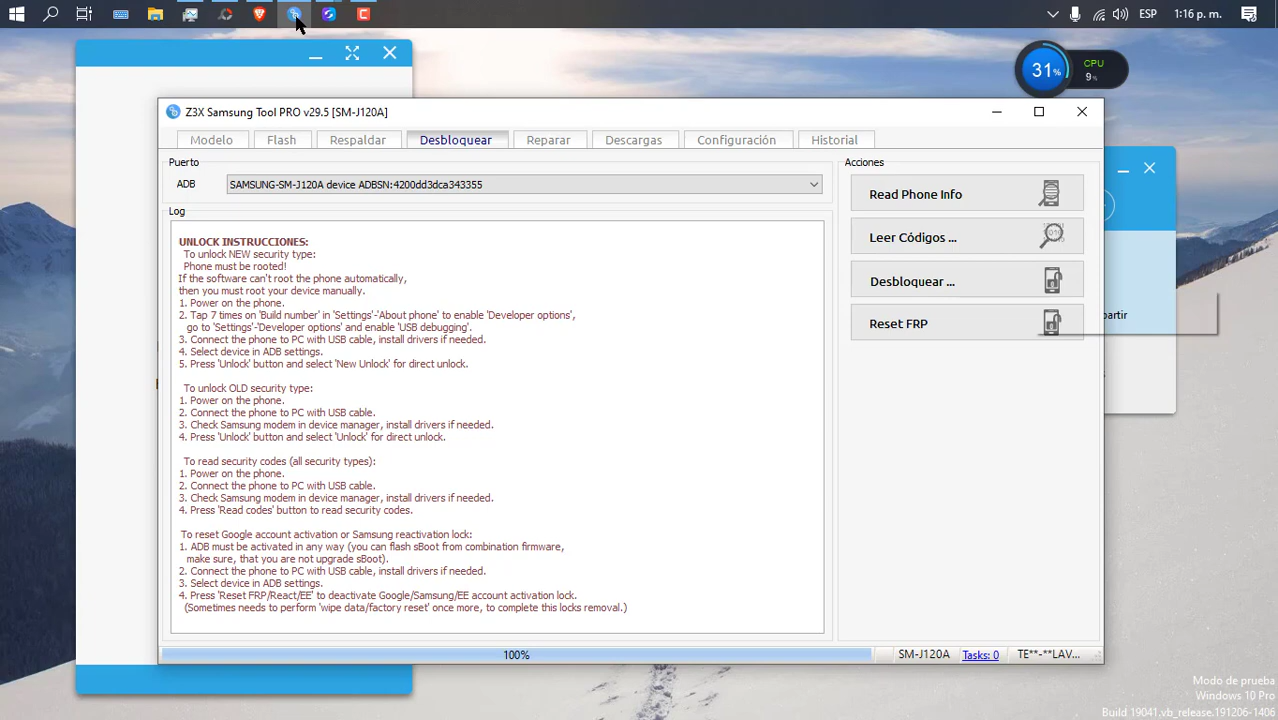 ESP
1:16 p. m.
31%
CPU
9%
Z3X Samsung Tool PRO v29.5 [SM-J120A]
Modelo
Flash
Respaldar
Desbloquear
Reparar
Descargas
Configuración
Historial
Puerto
ADB
SAMSUNG-SM-J120A device ADBSN:4200dd3dca343355
Log
UNLOCK INSTRUCCIONES:
To unlock NEW security type:
Phone must be rooted!
If the software can't root the phone automatically,
then you must root your device manually.
1. Power on the phone.
2. Tap 7 times on 'Build number' in 'Settings'-'About phone' to enable 'Developer options',
go to 'Settings'-'Developer options' and enable 'USB debugging'.
3. Connect the phone to PC with USB cable, install drivers if needed.
4. Select device in ADB settings.
5. Press 'Unlock' button and select 'New Unlock' for direct unlock.
To unlock OLD security type:
1. Power on the phone.
2. Connect the phone to PC with USB cable.
3. Check Samsung modem in device manager, install drivers if needed.
4. Press 'Unlock' button and select 'Unlock' for direct unlock.
To read security codes (all security types):
1. Power on the phone.
2. Connect the phone to PC with USB cable.
3. Check Samsung modem in device manager, install drivers if needed.
4. Press 'Read codes' button to read security codes.
To reset Google account activation or Samsung reactivation lock:
1. ADB must be activated in any way (you can flash sBoot from combination firmware,
make sure, that you are not upgrade sBoot).
2. Connect the phone to PC with USB cable, install drivers if needed.
3. Select device in ADB settings.
4. Press 'Reset FRP/React/EE' to deactivate Google/Samsung/EE account activation lock.
(Sometimes needs to perform 'wipe data/factory reset' once more, to complete this locks removal.)
Acciones
Read Phone Info
Leer Códigos ...
Desbloquear ...
Reset FRP
partir
100%
SM-J120A
Tasks: 0
TE**-**LAV...
Modo de prueba
Windows 10 Pro
Build 19041.vb_release.191206-1406